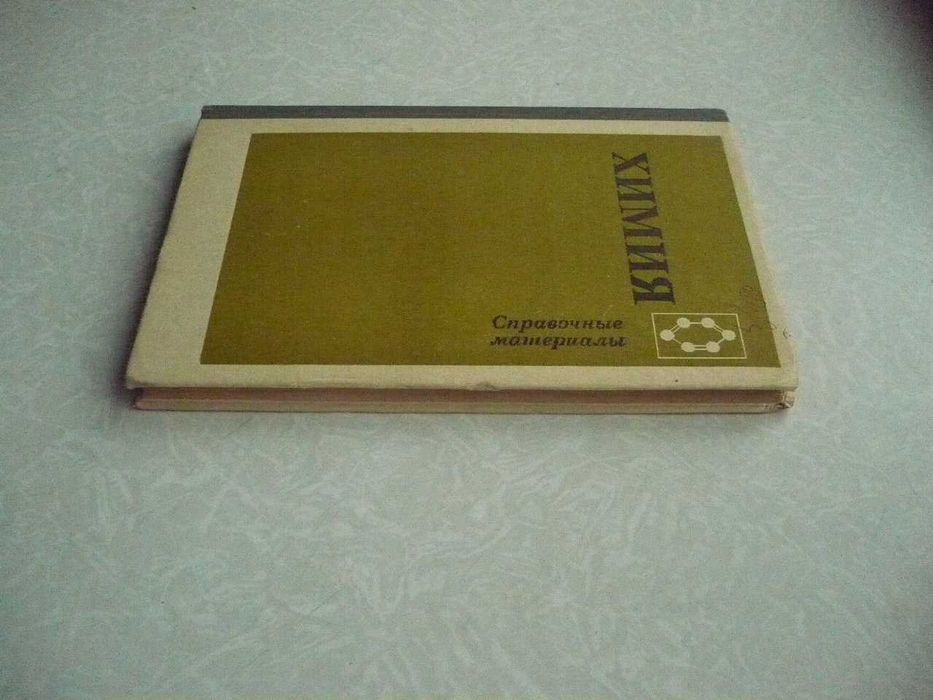 ХИМИЯ
Справочные
материалы